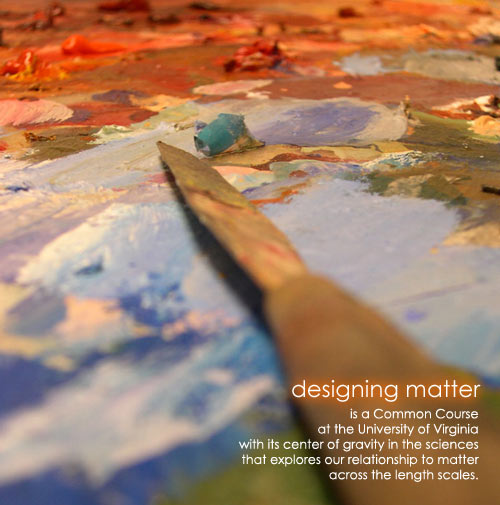 designing matter
is a Common Course
at the University of Virginia
with its center of gravity in the sciences
that explores our relationship to matter
across the length scales.